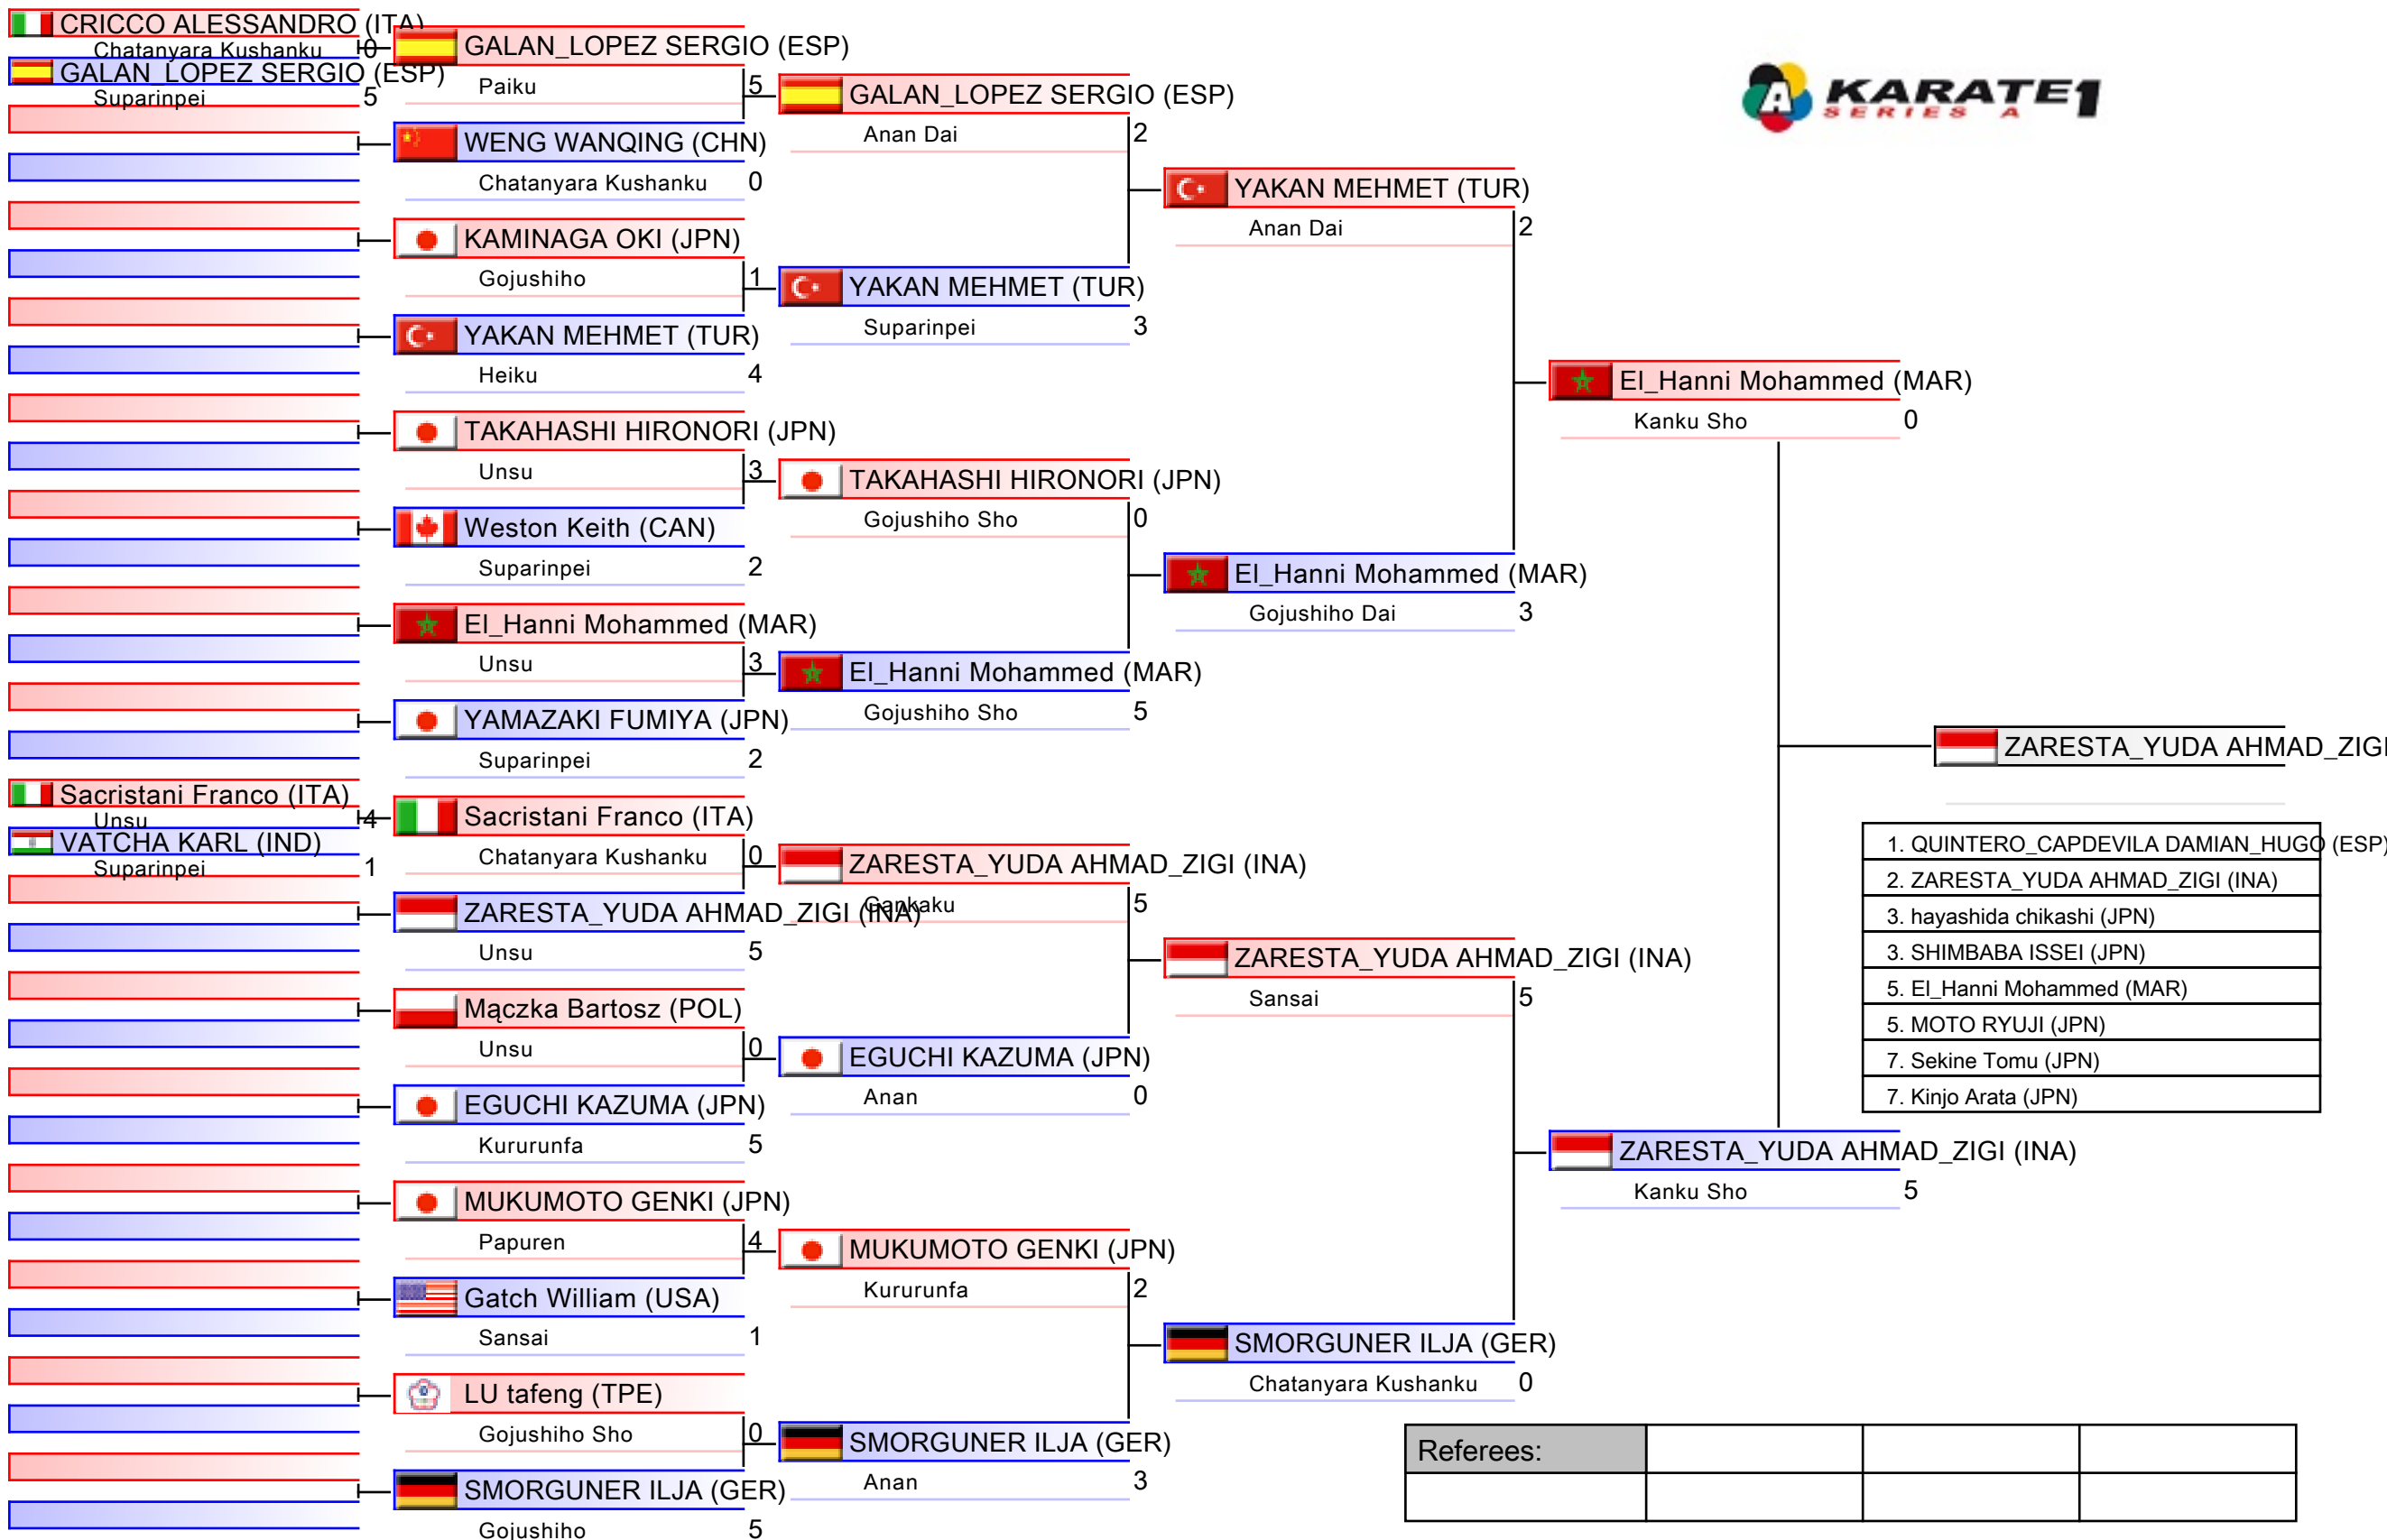 CRICCO ALESSANDRO (ITA)
Chatanyara Kushanku 0
GALAN_LOPEZ SERGIO (ESP)
Suparinpei 5
Sacristani Franco (ITA)
Unsu 4
VATCHA KARL (IND)
Suparinpei 1
GALAN_LOPEZ SERGIO (ESP)
Paiku 5
WENG WANQING (CHN)
Chatanyara Kushanku 0
KAMINAGA OKI (JPN)
Gojushiho 1
YAKAN MEHMET (TUR)
Heiku 4
TAKAHASHI HIRONORI (JPN)
Unsu 3
Weston Keith (CAN)
Suparinpei 2
El_Hanni Mohammed (MAR)
Unsu 3
YAMAZAKI FUMIYA (JPN)
Suparinpei 2
Sacristani Franco (ITA)
Chatanyara Kushanku 0
ZARESTA_YUDA AHMAD_ZIGI (INA)
Unsu 5
Mączka Bartosz (POL)
Unsu 0
EGUCHI KAZUMA (JPN)
Kururunfa 5
MUKUMOTO GENKI (JPN)
Papuren 4
Gatch William (USA)
Sansai 1
LU tafeng (TPE)
Gojushiho Sho 0
SMORGUNER ILJA (GER)
Gojushiho 5
GALAN_LOPEZ SERGIO (ESP)
Anan Dai 2
YAKAN MEHMET (TUR)
Suparinpei 3
TAKAHASHI HIRONORI (JPN)
Gojushiho Sho 0
El_Hanni Mohammed (MAR)
Gojushiho Sho 5
ZARESTA_YUDA AHMAD_ZIGI (INA)
Gankaku 5
EGUCHI KAZUMA (JPN)
Anan 0
MUKUMOTO GENKI (JPN)
Kururunfa 2
SMORGUNER ILJA (GER)
Anan 3
YAKAN MEHMET (TUR)
Anan Dai 2
El_Hanni Mohammed (MAR)
Gojushiho Dai 3
ZARESTA_YUDA AHMAD_ZIGI (INA)
Sansai 5
SMORGUNER ILJA (GER)
Chatanyara Kushanku 0
El_Hanni Mohammed (MAR)
Kanku Sho 0
ZARESTA_YUDA AHMAD_ZIGI (INA)
Kanku Sho 5
A KARATE1
SERIES A
ZARESTA_YUDA AHMAD_ZIGI
1. QUINTERO_CAPDEVILA DAMIAN_HUGO (ESP)
2. ZARESTA_YUDA AHMAD_ZIGI (INA)
3. hayashida chikashi (JPN)
3. SHIMBABA ISSEI (JPN)
5. El_Hanni Mohammed (MAR)
5. MOTO RYUJI (JPN)
7. Sekine Tomu (JPN)
7. Kinjo Arata (JPN)
Referees: